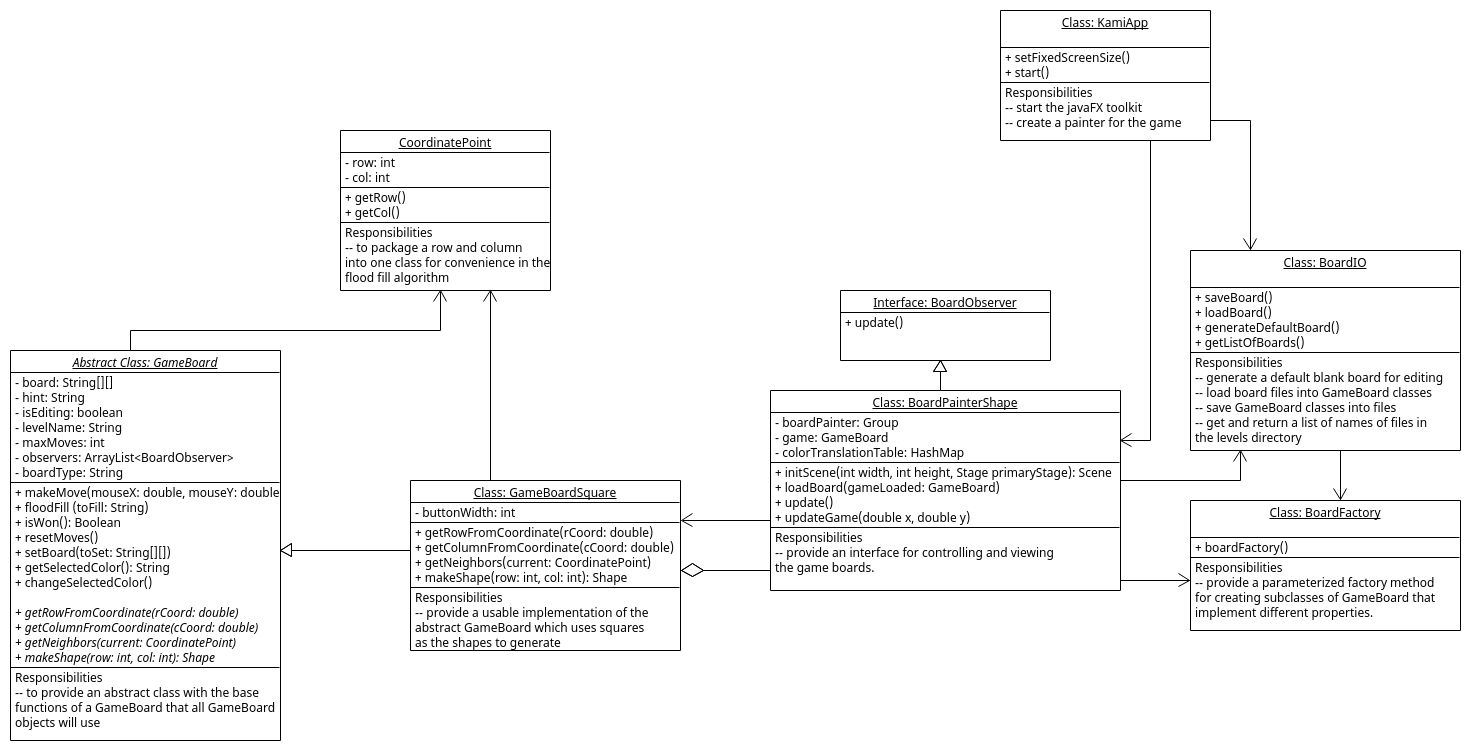 Class: KamiApp
+ setFixedScreenSize()
+ start()
Responsibilities
-- start the javaFX toolkit
-- create a painter for the game
CoordinatePoint
- row: int
- col: int
+ getRow()
+ getCol()
Responsibilities
-- to package a row and column
into one class for convenience in the
flood fill algorithm
Class: BoardIO
+ saveBoard()
+ loadBoard()
+ generateDefaultBoard()
+ getListOfBoards()
Responsibilities
-- generate a default blank board for editing
-- load board files into GameBoard classes
-- save GameBoard classes into files
-- get and return a list of names of files in
the levels directory
Interface: BoardObserver
+ update()
Abstract Class: GameBoard
- board: String[][]
- hint: String
- isEditing: boolean
- levelName: String
- maxMoves: int
- observers: ArrayList<BoardObserver>
- boardType: String
+ makeMove(mouseX: double, mouseY: double
+ floodFill (toFill: String)
+ isWon(): Boolean
+ resetMoves()
+ setBoard(toSet: String[][])
+ getSelectedColor(): String
+ changeSelectedColor()
+ getRowFromCoordinate(rCoord: double)
+ getColumnFromCoordinate(cCoord: double)
+ getNeighbors(current: CoordinatePoint)
+ makeShape(row: int, col: int): Shape
Responsibilities
-- to provide an abstract class with the base
functions of a GameBoard that all GameBoard
objects will use
Class: BoardPainterShape
- boardPainter: Group
- game: GameBoard
- colorTranslationTable: HashMap
+ initScene(int width, int height, Stage primaryStage): Scene
+ loadBoard(gameLoaded: GameBoard)
+ update()
+ updateGame(double x, double y)
Responsibilities
-- provide an interface for controlling and viewing
the game boards.
Class: GameBoardSquare
- buttonWidth: int
+ getRowFromCoordinate(rCoord: double)
+ getColumnFromCoordinate(cCoord: double)
+ getNeighbors(current: CoordinatePoint)
+ makeShape(row: int, col: int): Shape
Responsibilities
-- provide a usable implementation of the
abstract GameBoard which uses squares
as the shapes to generate
Class: BoardFactory
+ boardFactory()
Responsibilities
-- provide a parameterized factory method
for creating subclasses of GameBoard that
implement different properties.